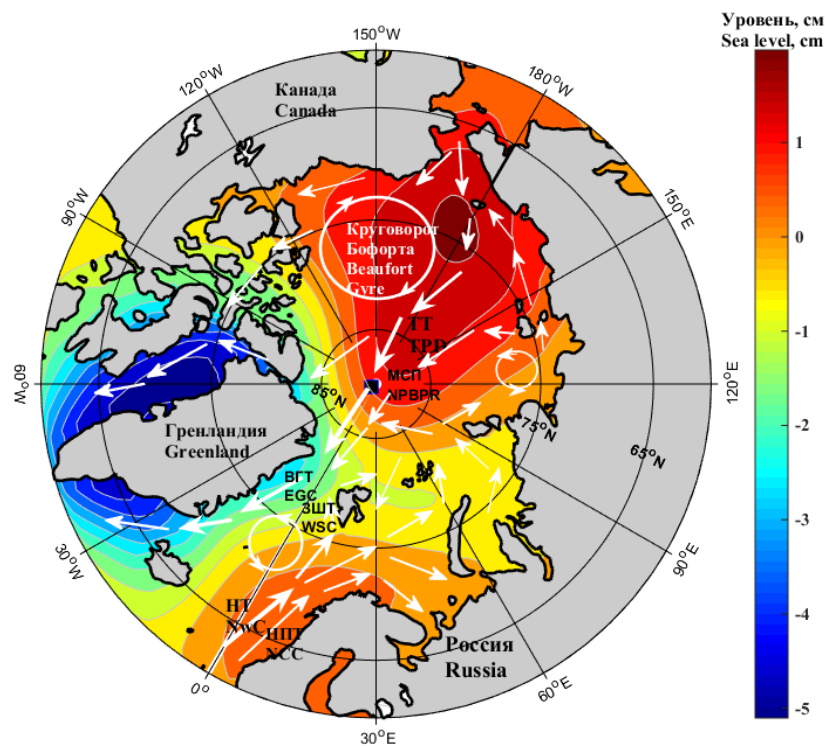 Уровень, см
Sea level, cm
150°W
120°W
180°W
Канада
Canada
1
90°W
150°E
0
Круговорот
Бофорта
Beaufort
Gyre
-1
ТТ
TPD
МСП
NPBPR
60°W
85°N
120°E
-2
75°N
Гренландия
Greenland
65°N
ВГТ
EGC
ЗШТ
WSC
-3
30°W
90°E
-4
НТ
NwC
НПТ
NCC
Россия
Russia
0°
60°E
-5
30°E